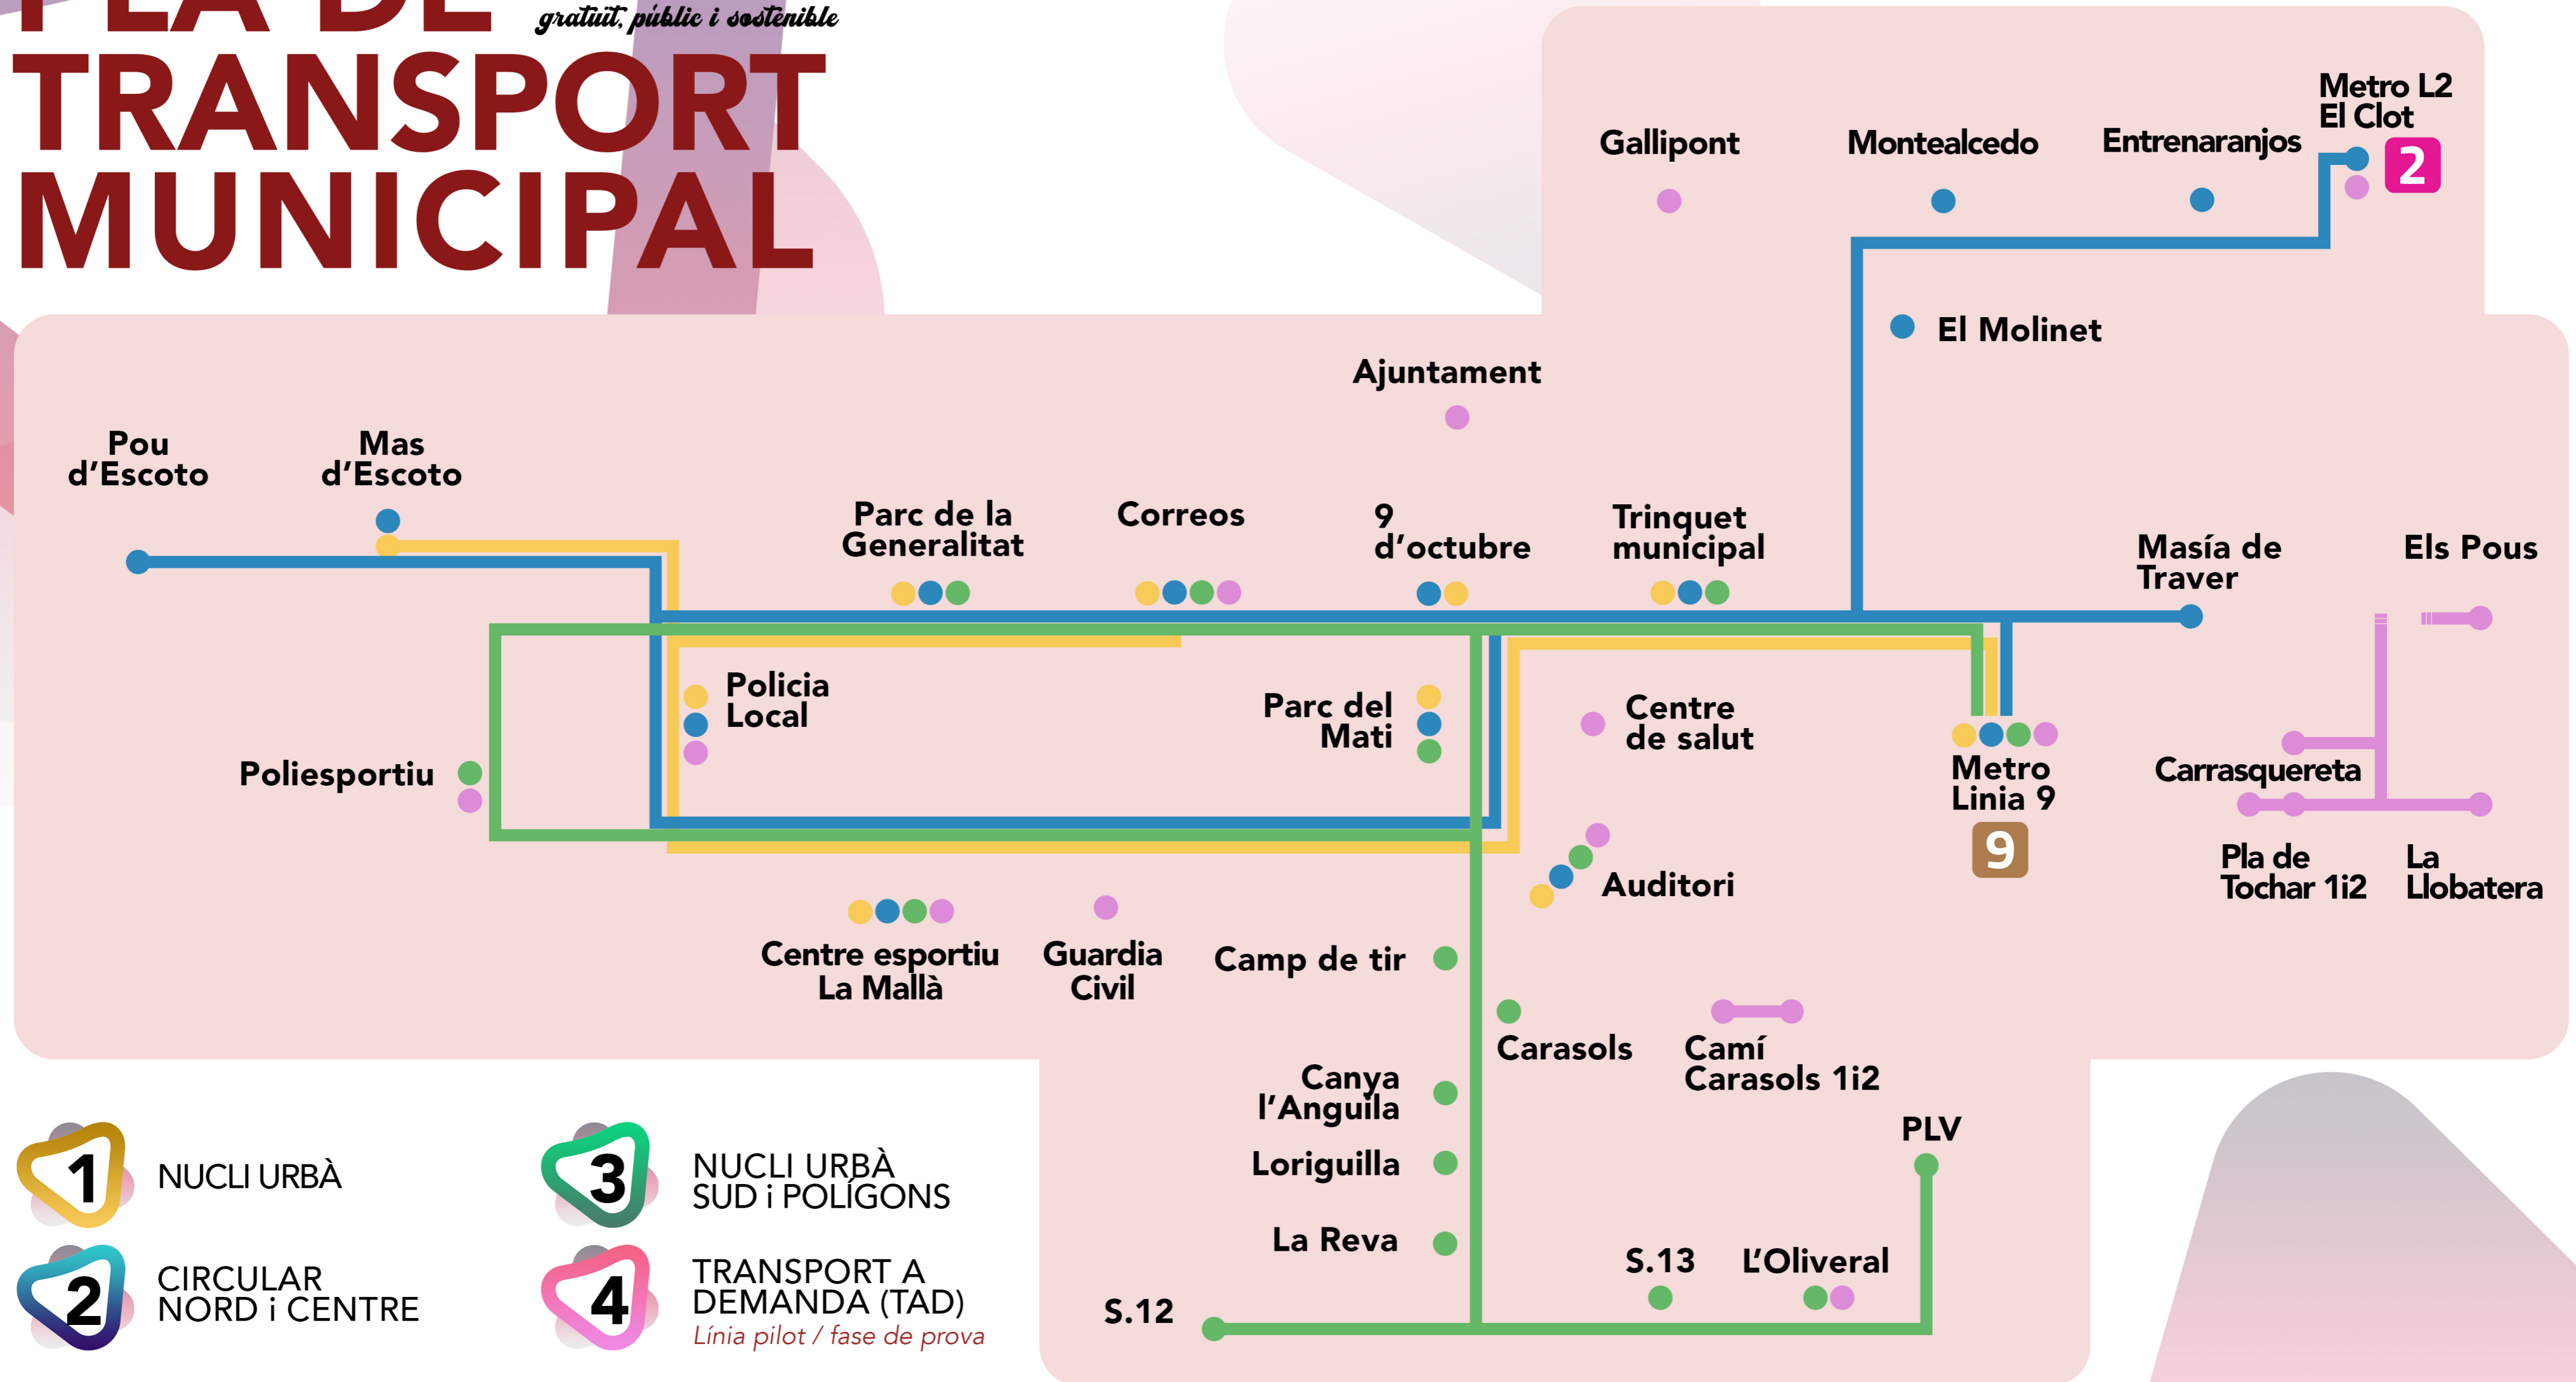 PLA DE
gratuït, públic i sostenible
TRANSPORT
MUNICIPAL
Metro L2
El Clot
2
Gallipont
Montealcedo
Entrenaranjos
El Molinet
Ajuntament
Pou
d’Escoto
Mas
d’Escoto
Parc de la
Generalitat
Correos
9
d’octubre
Trinquet
municipal
Masía de
Traver
Els Pous
Policia
Local
Parc del
Mati
Centre
de salut
Poliesportiu
Metro
Linia 9
9
Carrasquereta
Pla de
Tochar 1i2
La
Llobatera
Auditori
Centre esportiu
La Mallà
Guardia
Civil
Camp de tir
Carasols
Camí
Carasols 1i2
Canya
l’Anguila
Loriguilla
La Reva
PLV
S.13
L’Oliveral
S.12
1
NUCLI URBÀ
2
CIRCULAR
NORD i CENTRE
3
NUCLI URBÀ
SUD i POLÍGONS
4
TRANSPORT A
DEMANDA (TAD)
Línia pilot / fase de prova